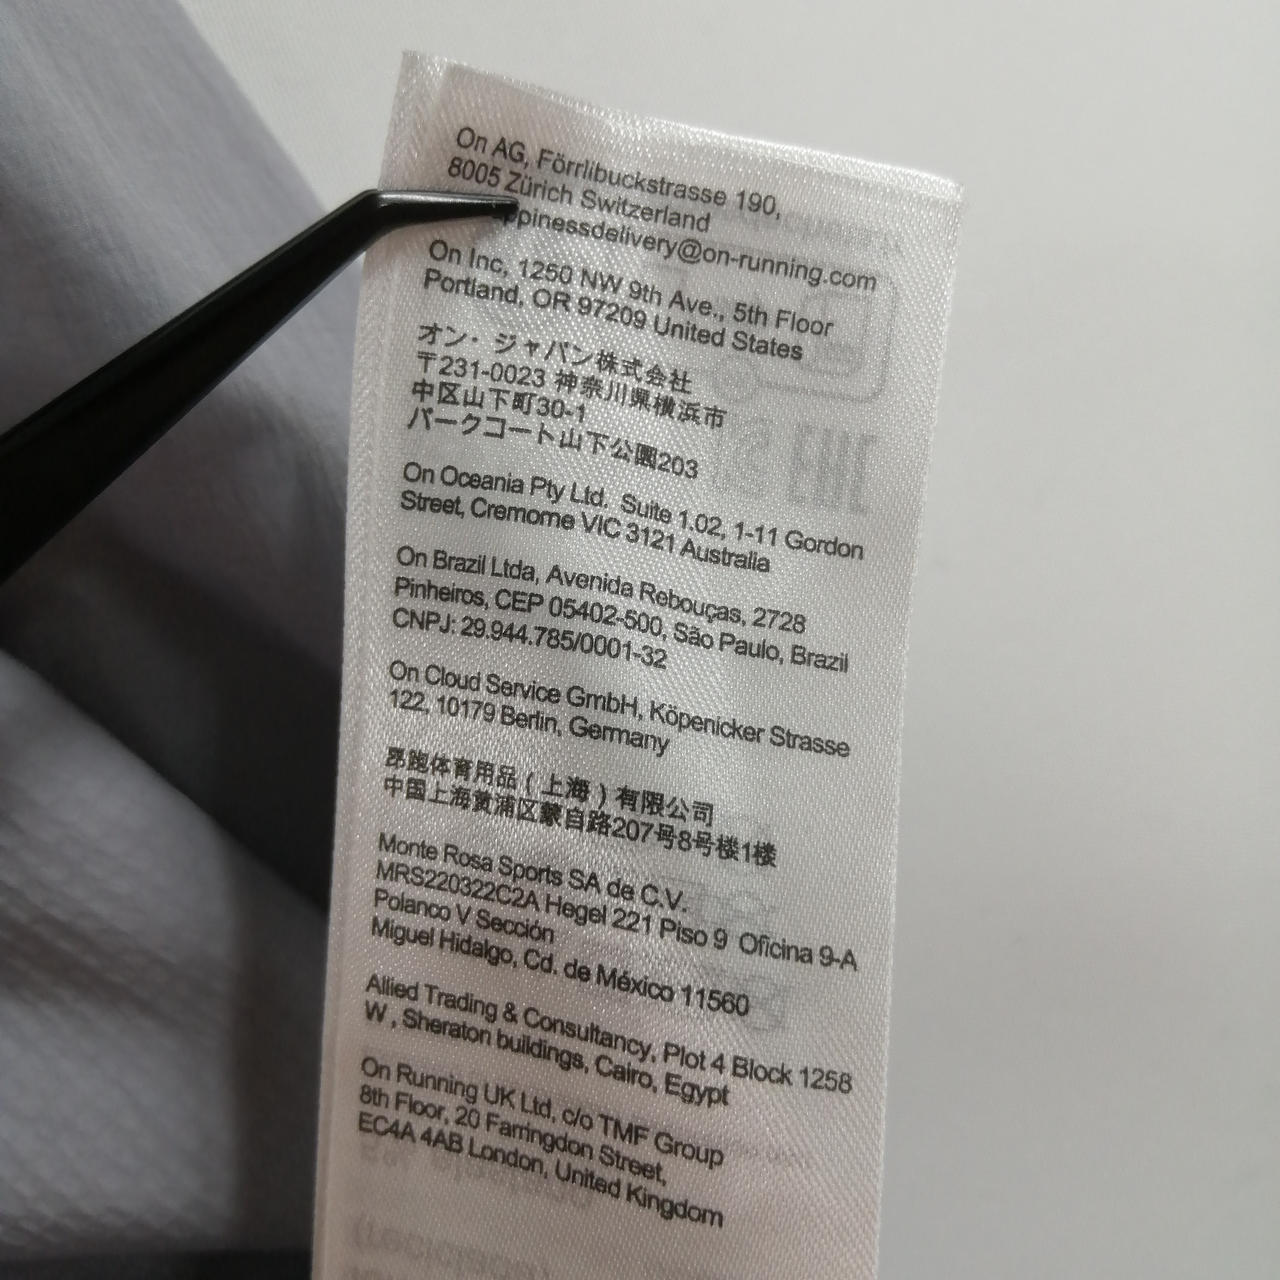 On AG, Förrlibuckstrasse 190,
8005 Zürich Switzerland
ppinessdelivery@on-running.com
On Inc, 1250 NW 9th Ave., 5th Floor
Portland, OR 97209 United States
オン・ジャパン株式会社
〒231-0023 神奈川県横浜市
中区山下町30-1
パークコート山下公園203
On Oceania Pty Ltd. Suite 1.02, 1-11 Gordon
Street, Cremorne VIC 3121 Australia
On Brazil Ltda, Avenida Rebouças, 2728
Pinheiros, CEP 05402-500, São Paulo, Brazil
CNPJ: 29.944.785/0001-32
On Cloud Service GmbH, Köpenicker Strasse
122, 10179 Berlin, Germany
昂跑体育用品（上海）有限公司
中国上海黄浦区蒙自路207号8号楼1楼
Monte Rosa Sports SA de C.V.
MRS220322C2A Hegel 221 Piso 9 Oficina 9-A
Polanco V Sección
Miguel Hidalgo, Cd. de México 11560
Allied Trading & Consultancy, Plot 4 Block 1258
W , Sheraton buildings, Cairo, Egypt
On Running UK Ltd, c/o TMF Group
8th Floor, 20 Farringdon Street,
EC4A 4AB London, United Kingdom